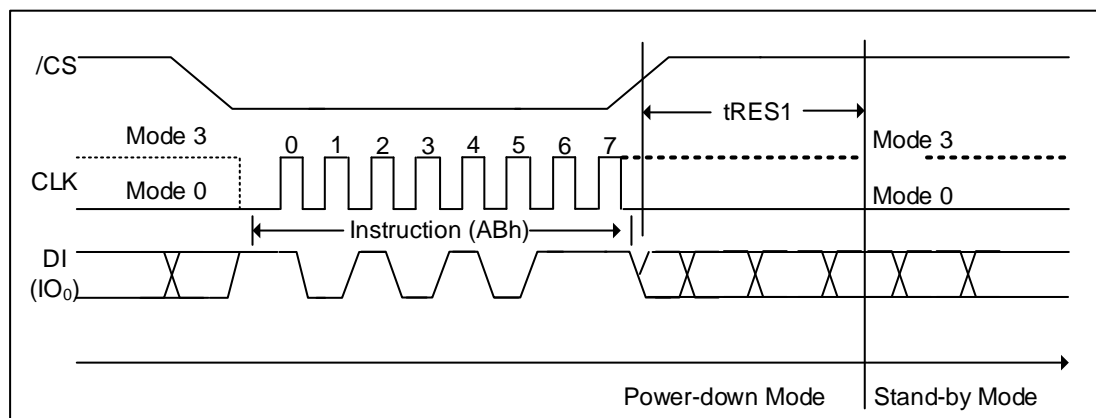 /CS
tRES1
Mode 3
0 1 2 3 4 5 6 7
Mode 3
CLK
Mode 0
Mode 0
Instruction (ABh)
DI
(IO₀)
Power-down Mode
Stand-by Mode